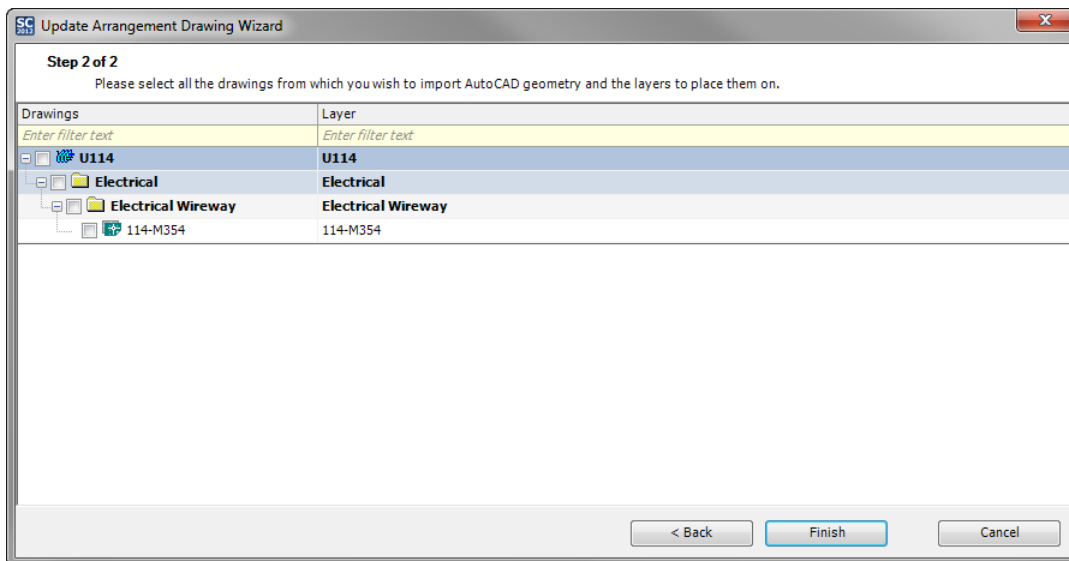 SC 2013 Update Arrangement Drawing Wizard X
Step 2 of 2
Please select all the drawings from which you wish to import AutoCAD geometry and the layers to place them on.
Drawings Layer
Enter filter text Enter filter text
U114 U114
Electrical Electrical
Electrical Wireway Electrical Wireway
114-M354 114-M354
< Back Finish Cancel